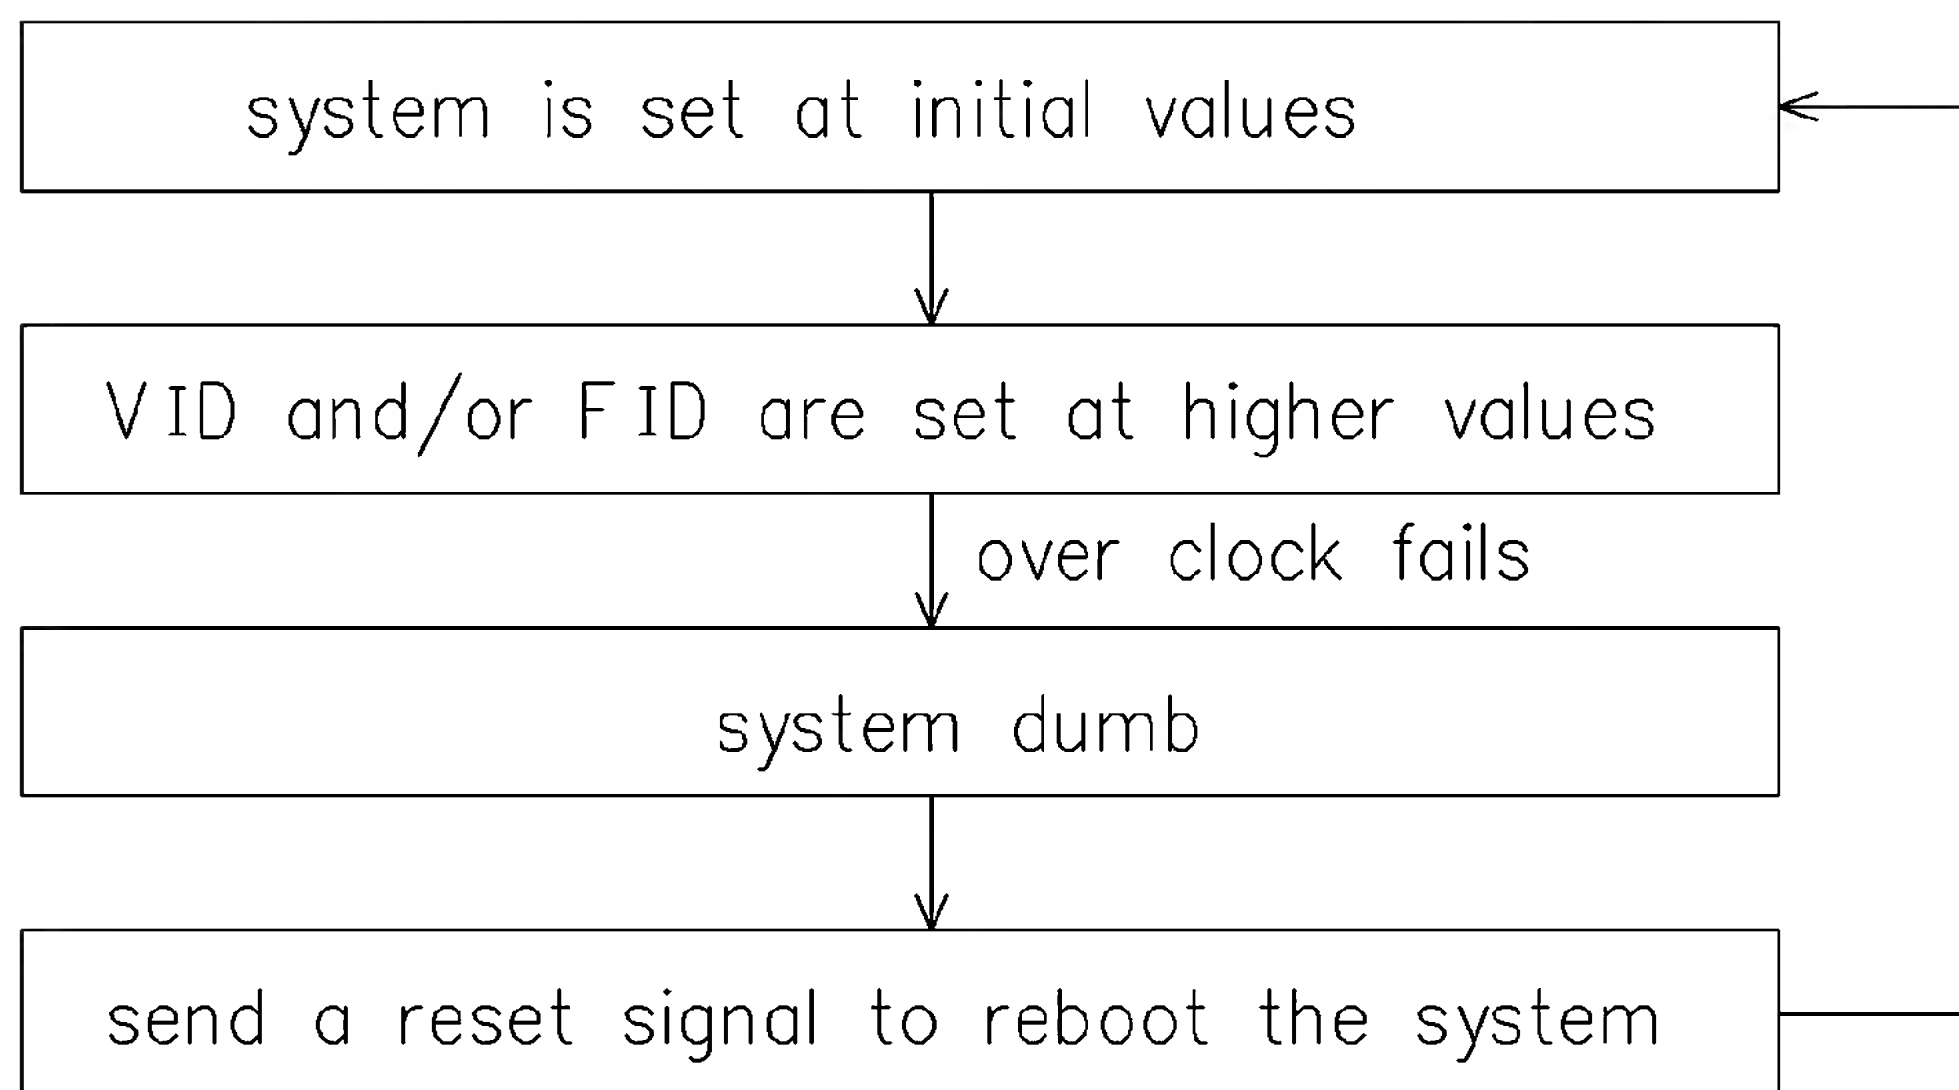 system is set at initial values
VID and/or FID are set at higher values
over clock fails
system dumb
send a reset signal to reboot the system